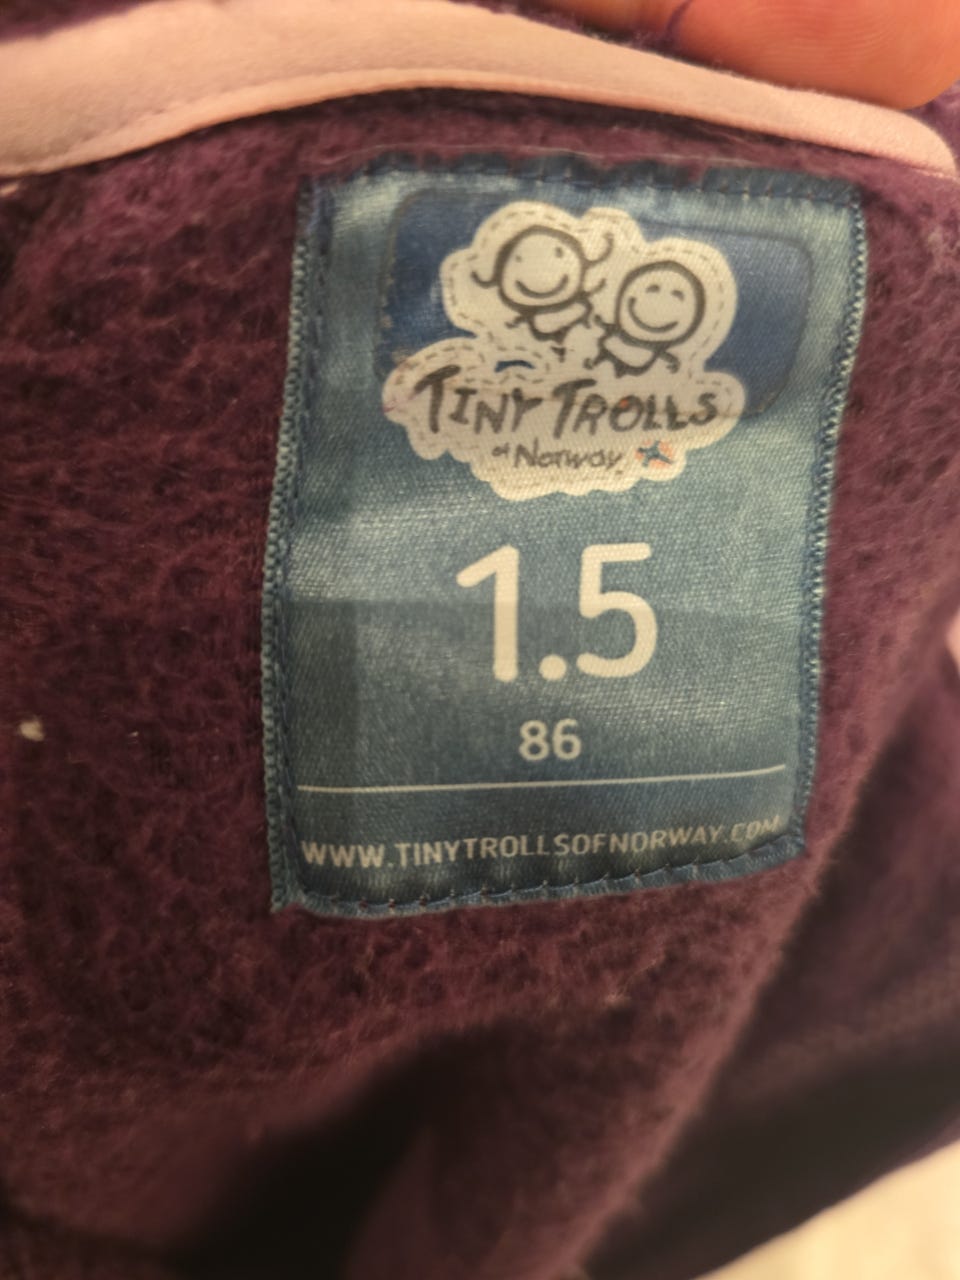 TINY TROLLS
of Norway
1.5
86
WWW.TINYTROLLSOFNORWAY.COM